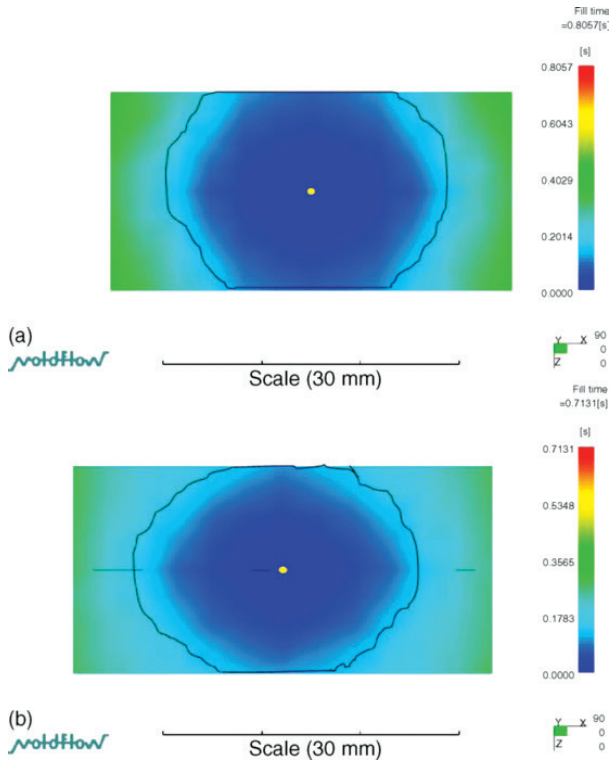 Fill time
=0.8057[s]
[s]
0.8057
0.6043
0.4029
0.2014
0.0000
(a)
moldflow
Scale (30 mm)
Y X 90
0
Z 0
Fill time
=0.7131[s]
[s]
0.7131
0.5348
0.3565
0.1783
0.0000
(b)
moldflow
Scale (30 mm)
Y X 90
0
Z 0